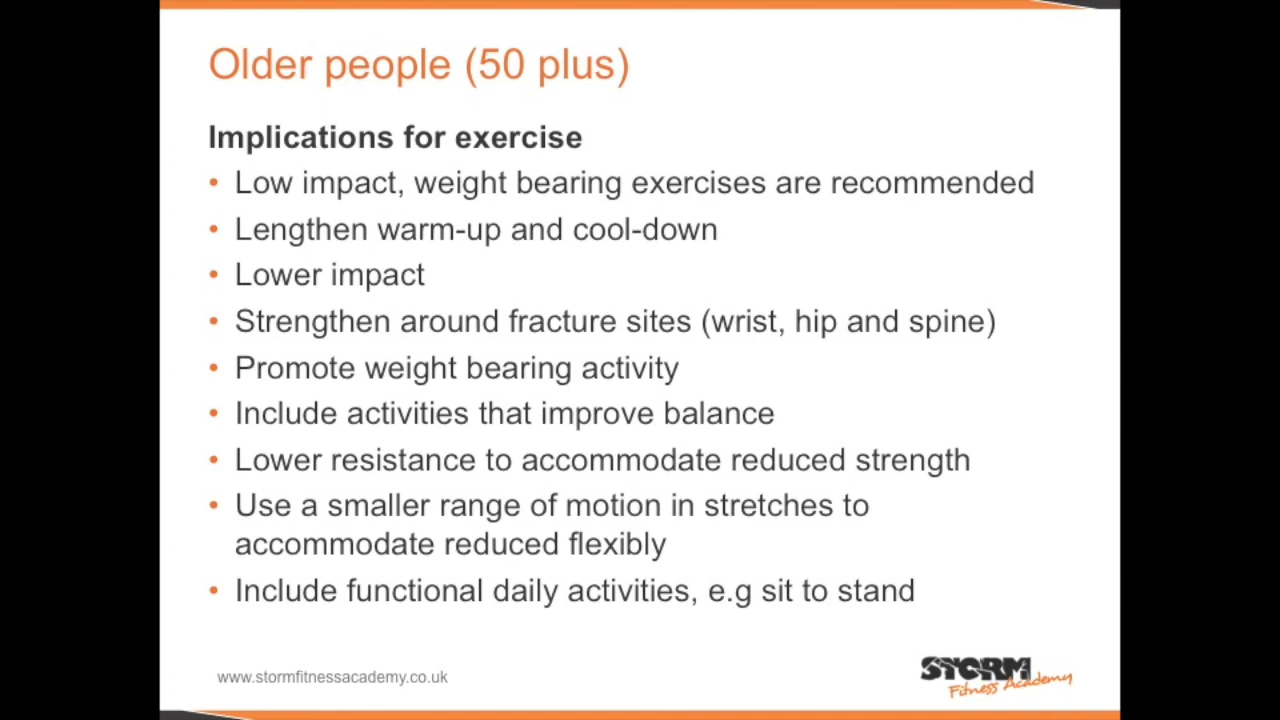 Older people (50 plus)
Implications for exercise
• Low impact, weight bearing exercises are recommended
• Lengthen warm-up and cool-down
• Lower impact
• Strengthen around fracture sites (wrist, hip and spine)
• Promote weight bearing activity
• Include activities that improve balance
• Lower resistance to accommodate reduced strength
• Use a smaller range of motion in stretches to
accommodate reduced flexibly
• Include functional daily activities, e.g sit to stand
www.stormfitnessacademy.co.uk
STORM
Fitness Academy